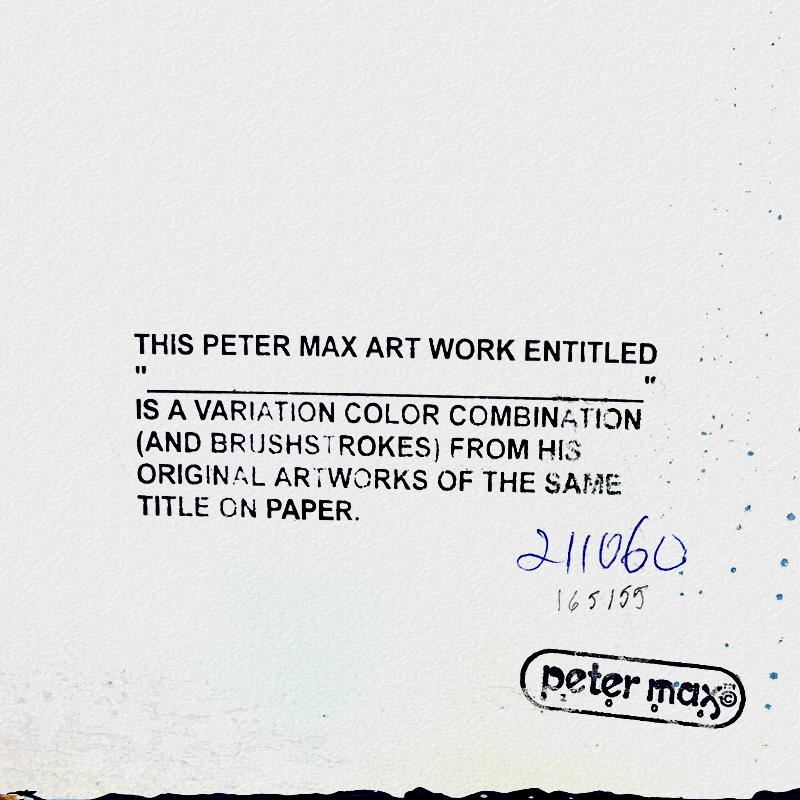 THIS PETER MAX ART WORK ENTITLED
"____________________"
IS A VARIATION COLOR COMBINATION
(AND BRUSHSTROKES) FROM HIS
ORIGINAL ARTWORKS OF THE SAME
TITLE ON PAPER.
211060
165155
peter max©